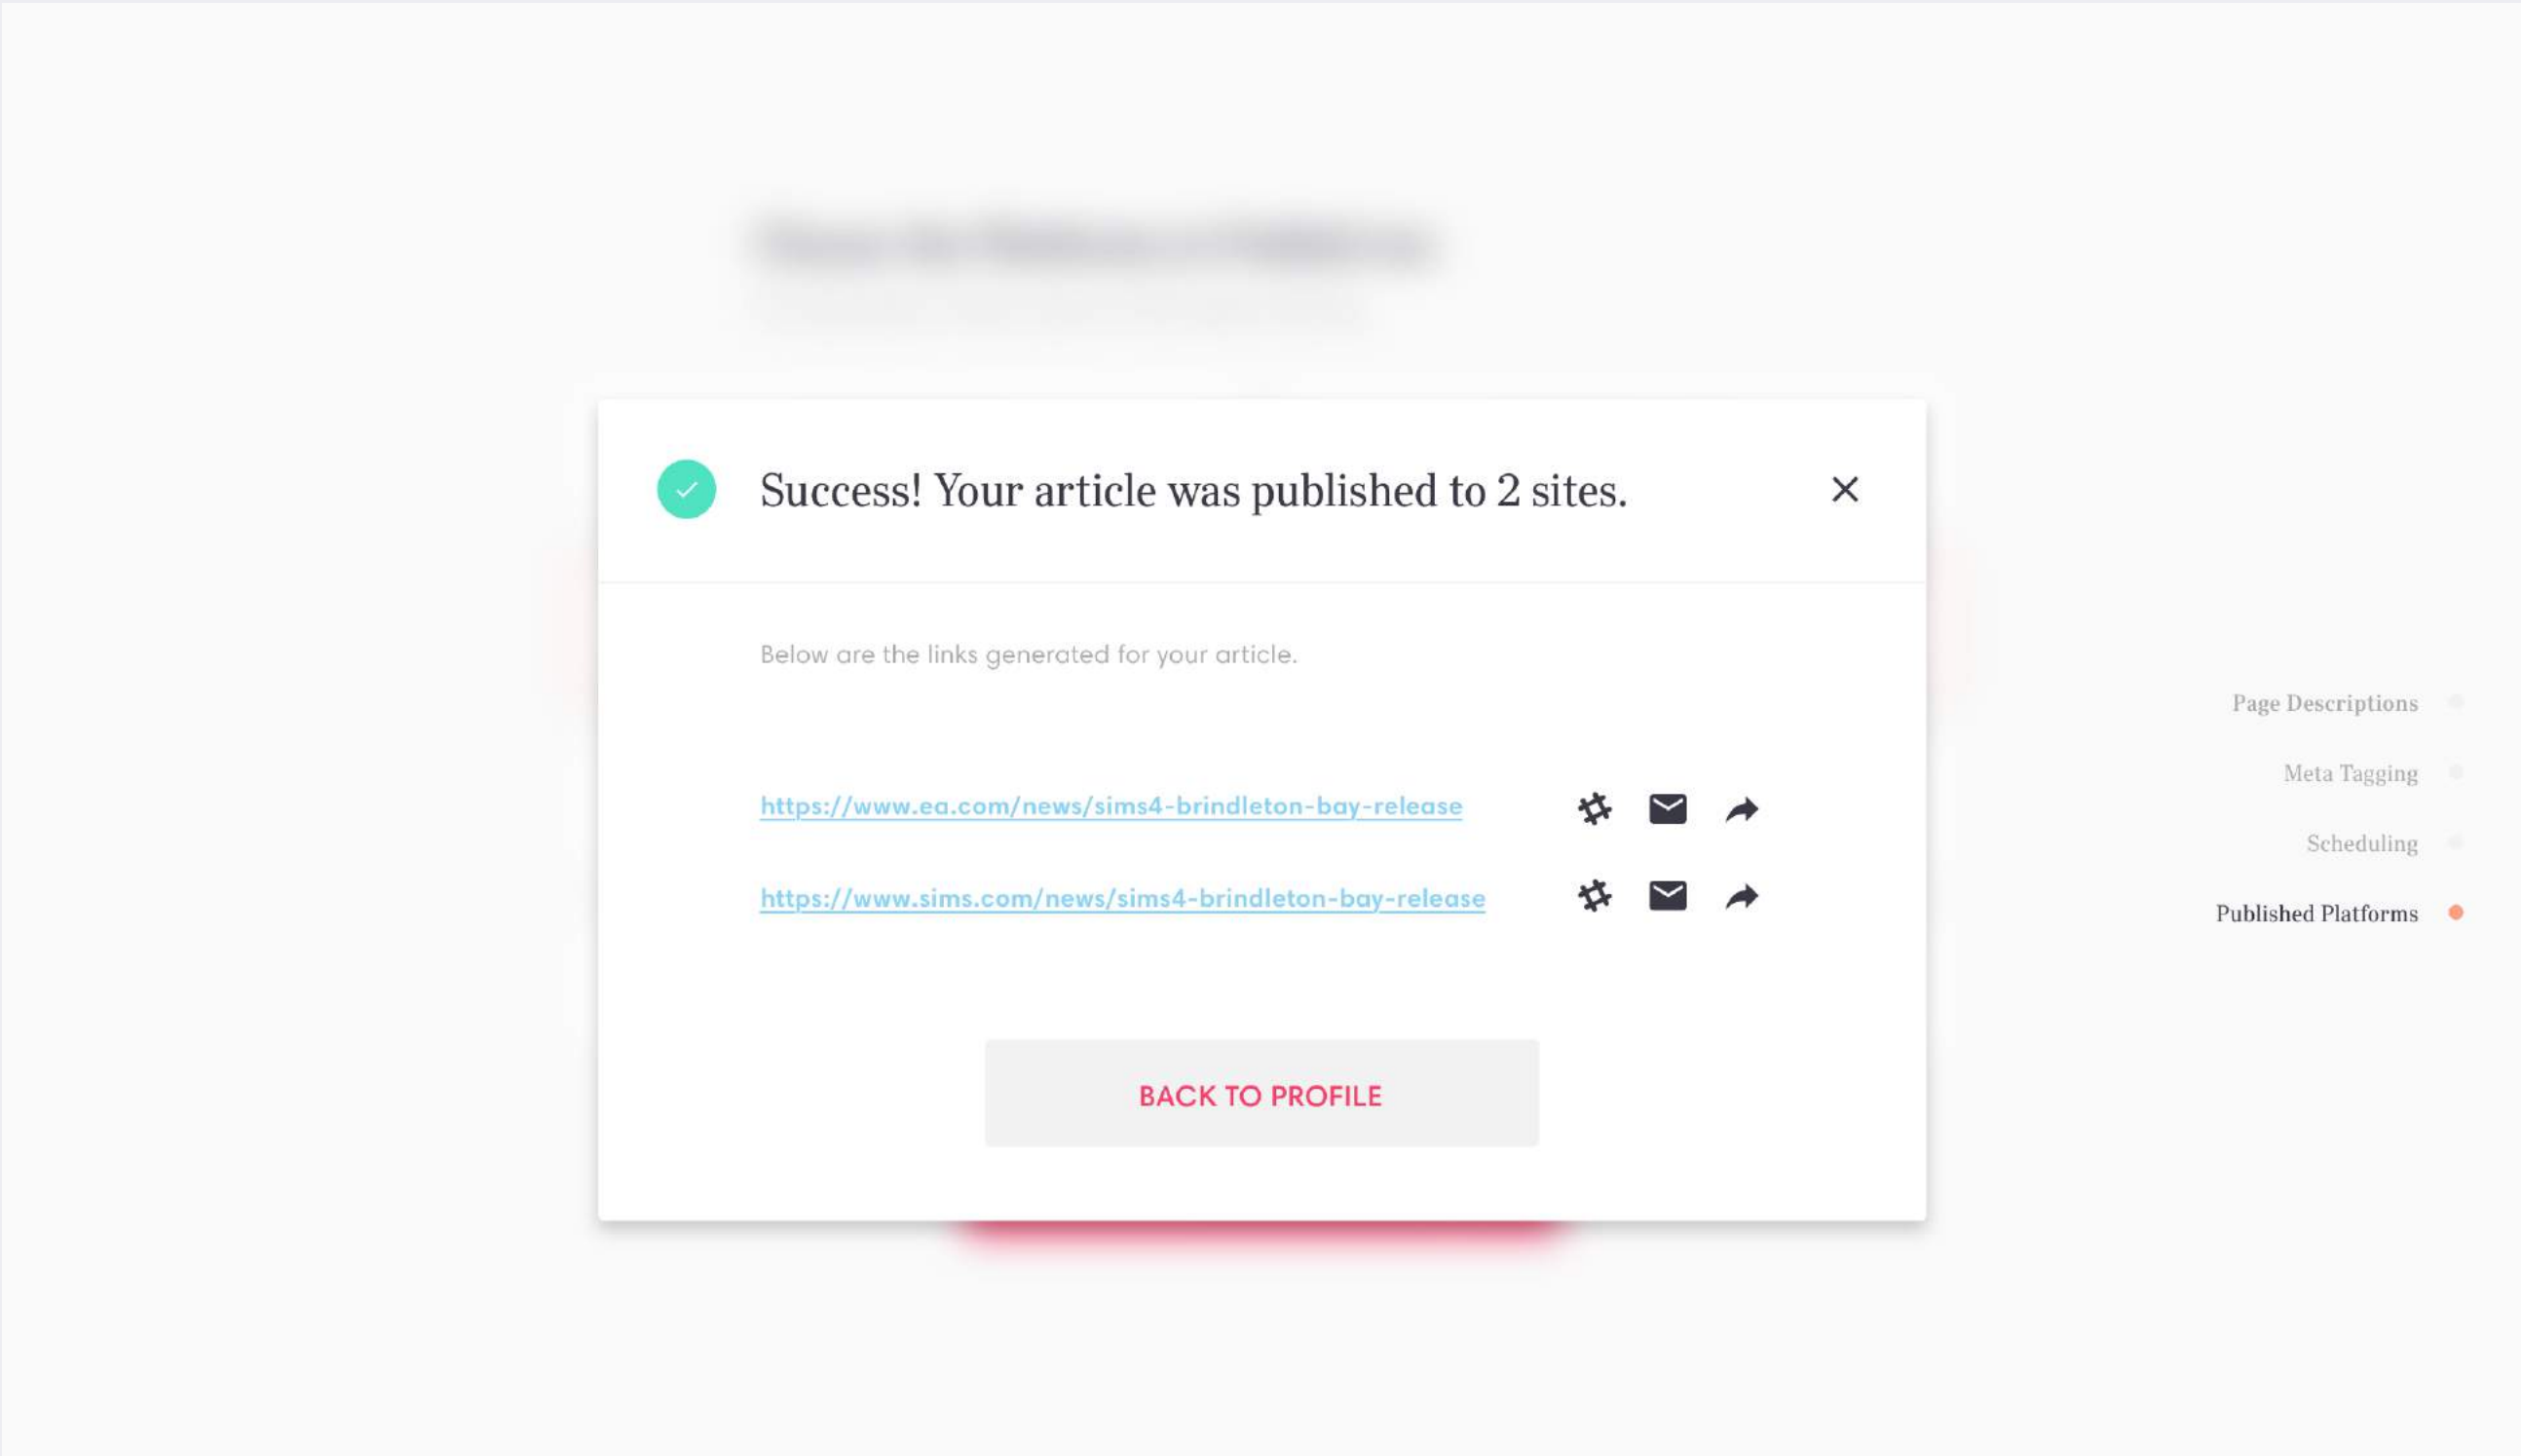 Success! Your article was published to 2 sites.
Below are the links generated for your article.
https://www.ea.com/news/sims4-brindleton-bay-release
https://www.sims.com/news/sims4-brindleton-bay-release
BACK TO PROFILE
Page Descriptions
Meta Tagging
Scheduling
Published Platforms